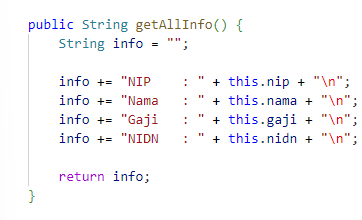 public String getAllInfo() {
    String info = "";

    info += "NIP    : " + this.nip + "\n";
    info += "Nama   : " + this.nama + "\n";
    info += "Gaji   : " + this.gaji + "\n";
    info += "NIDN   : " + this.nidn + "\n";

    return info;
}